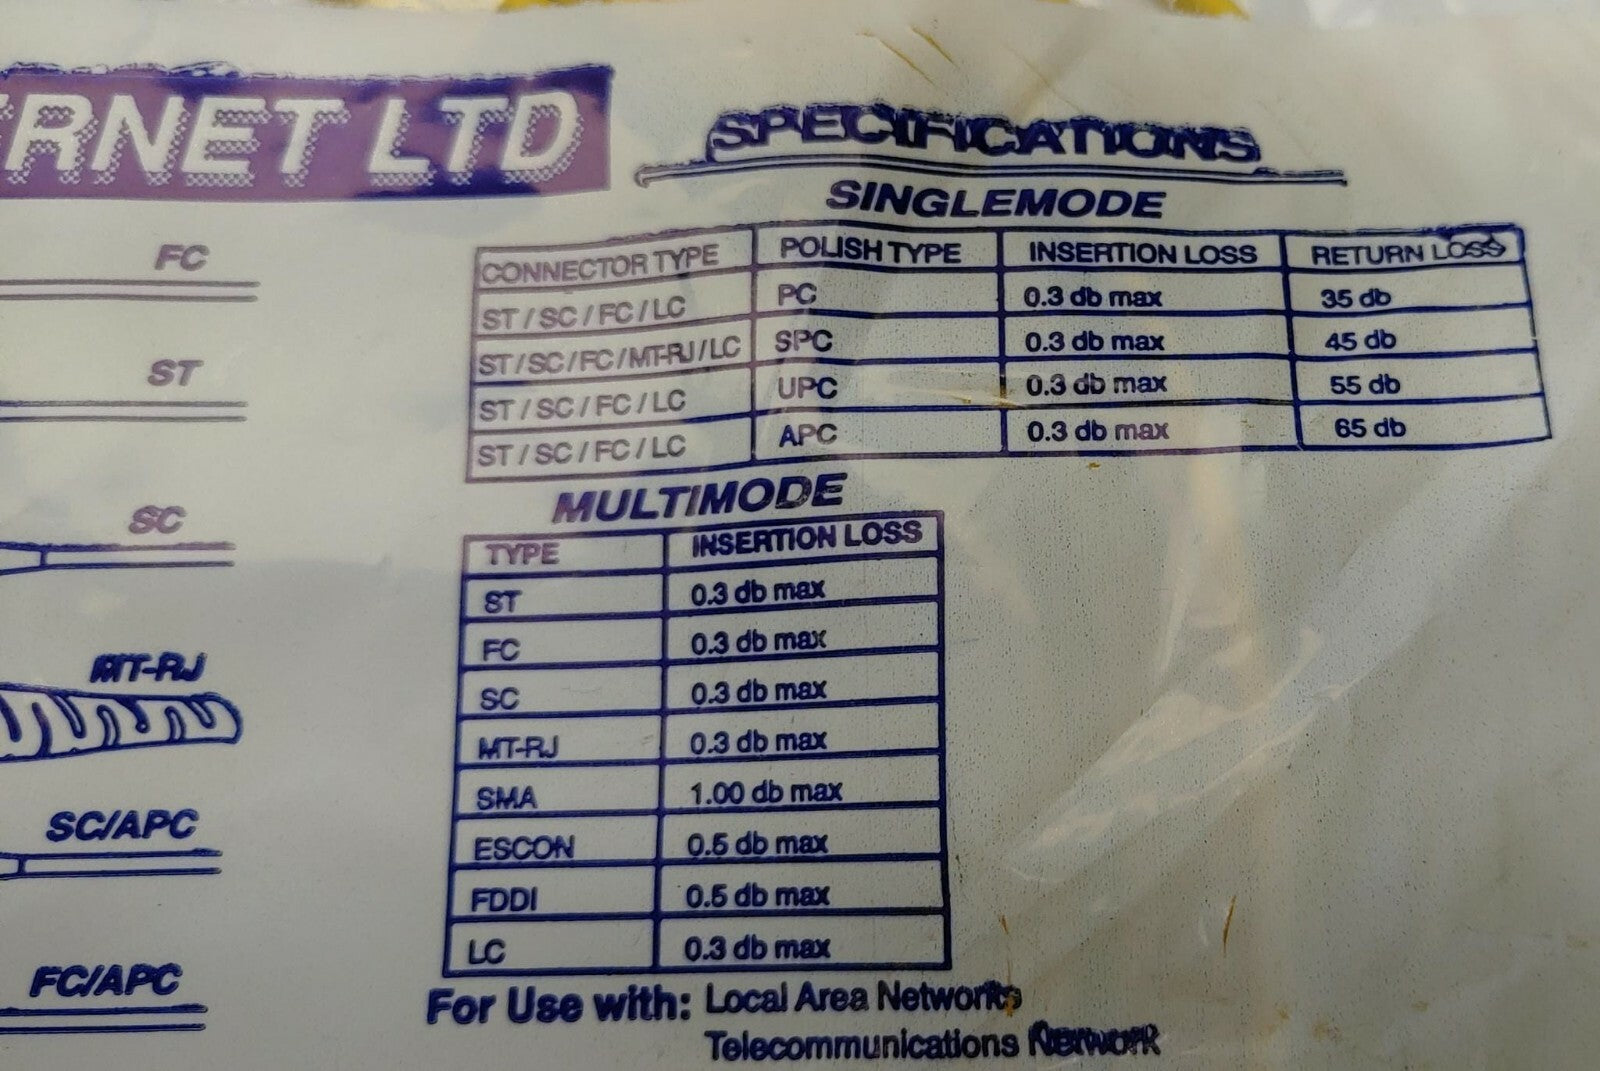 ERNET LTD
SPECIFICATIONS
SINGLEMODE
CONNECTOR TYPE POLISH TYPE INSERTION LOSS RETURN LOSS
ST / SC / FC / LC PC 0.3 db max 35 db
ST / SC / FC / MT-RJ / LC SPC 0.3 db max 45 db
ST / SC / FC / LC UPC 0.3 db max 55 db
ST / SC / FC / LC APC 0.3 db max 65 db
MULTIMODE
TYPE INSERTION LOSS
ST 0.3 db max
FC 0.3 db max
SC 0.3 db max
MT-RJ 0.3 db max
SMA 1.00 db max
ESCON 0.5 db max
FDDI 0.5 db max
LC 0.3 db max
For Use with: Local Area Networks
Telecommunications Network
FC
ST
SC
MT-RJ
SC/APC
FC/APC